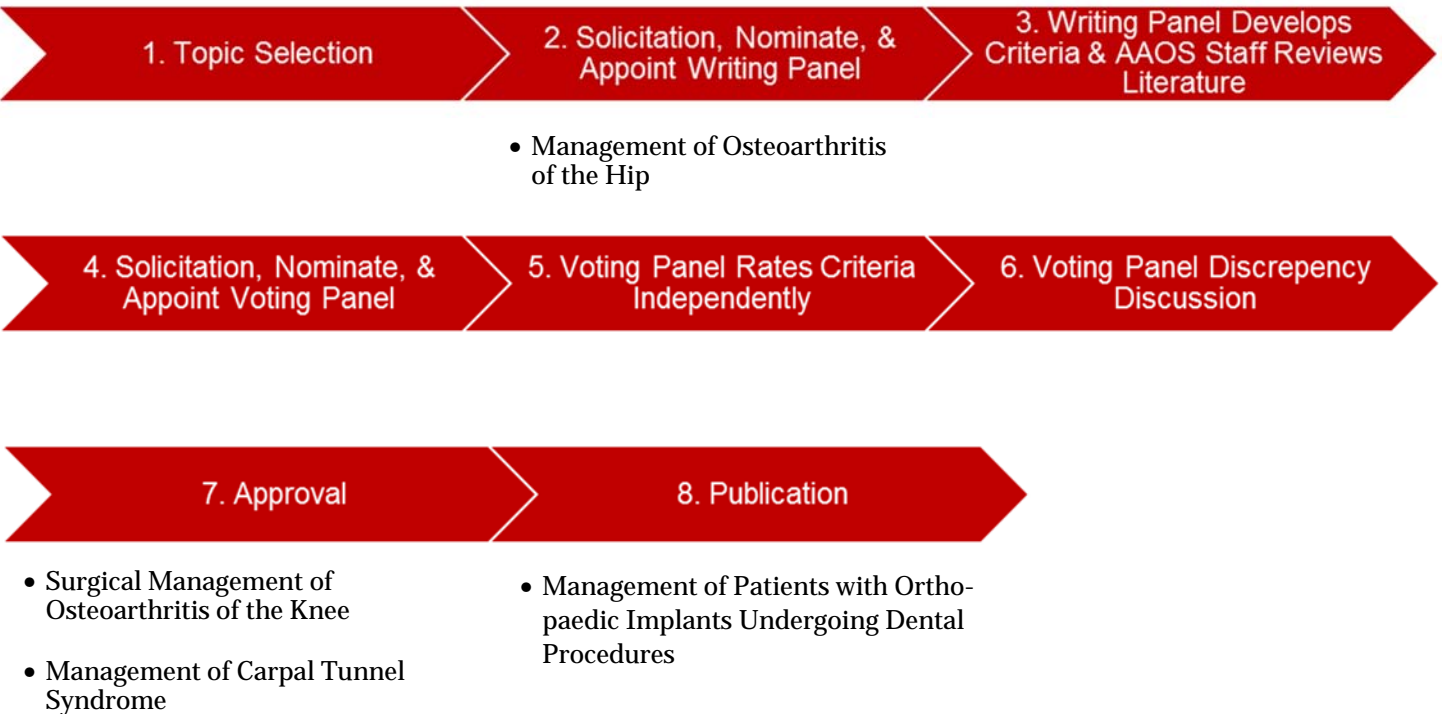 1. Topic Selection
2. Solicitation, Nominate, &
Appoint Writing Panel
3. Writing Panel Develops
Criteria & AAOS Staff Reviews
Literature
• Management of Osteoarthritis
of the Hip
4. Solicitation, Nominate, &
Appoint Voting Panel
5. Voting Panel Rates Criteria
Independently
6. Voting Panel Discrepency
Discussion
7. Approval
8. Publication
• Surgical Management of
Osteoarthritis of the Knee
• Management of Carpal Tunnel
Syndrome
• Management of Patients with Ortho-
paedic Implants Undergoing Dental
Procedures